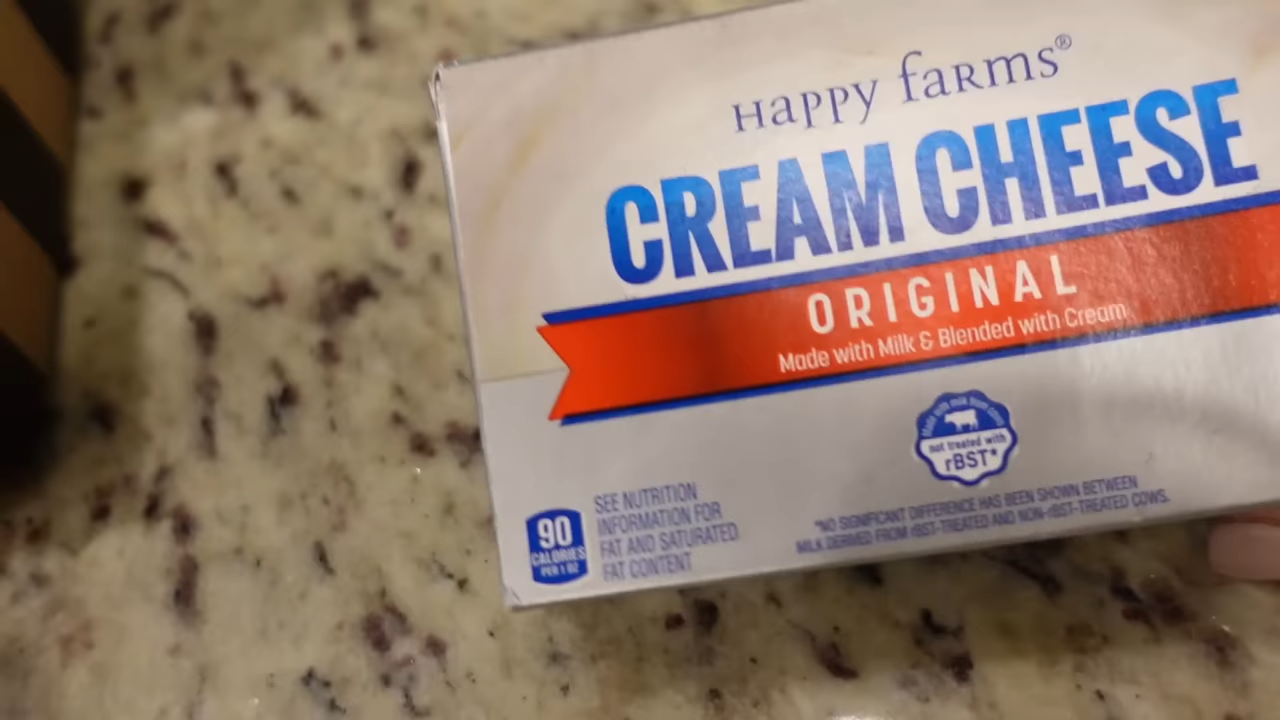 Happy Farms®
CREAM CHEESE
ORIGINAL
Made with Milk & Blended with Cream
Made with milk from cows
not treated with
rBST*
90
CALORIES
PER 1 OZ
SEE NUTRITION
INFORMATION FOR
FAT AND SATURATED
FAT CONTENT
*NO SIGNIFICANT DIFFERENCE HAS BEEN SHOWN BETWEEN
MILK DERIVED FROM rBST-TREATED AND NON-rBST-TREATED COWS.